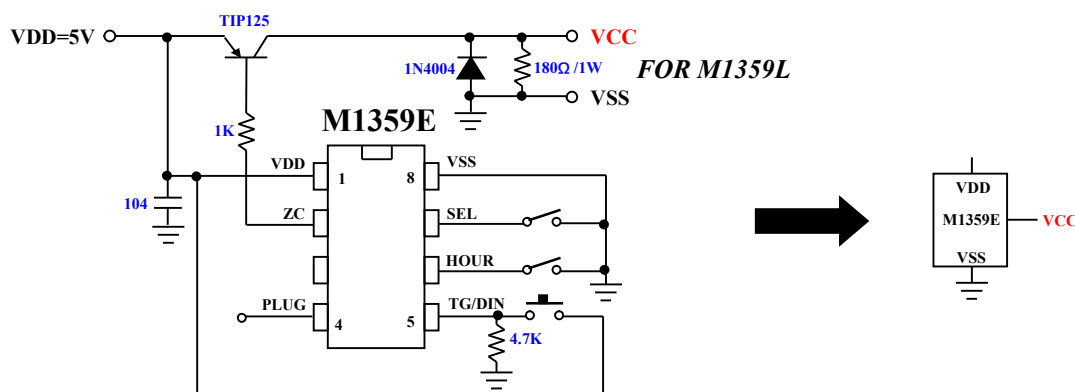 TIP125
VDD=5V
VCC
1N4004
180Ω /1W
FOR M1359L
VSS
1K
M1359E
VDD
1
8
VSS
104
ZC
SEL
HOUR
PLUG
4
5
TG/DIN
4.7K
VDD
M1359E
VCC
VSS